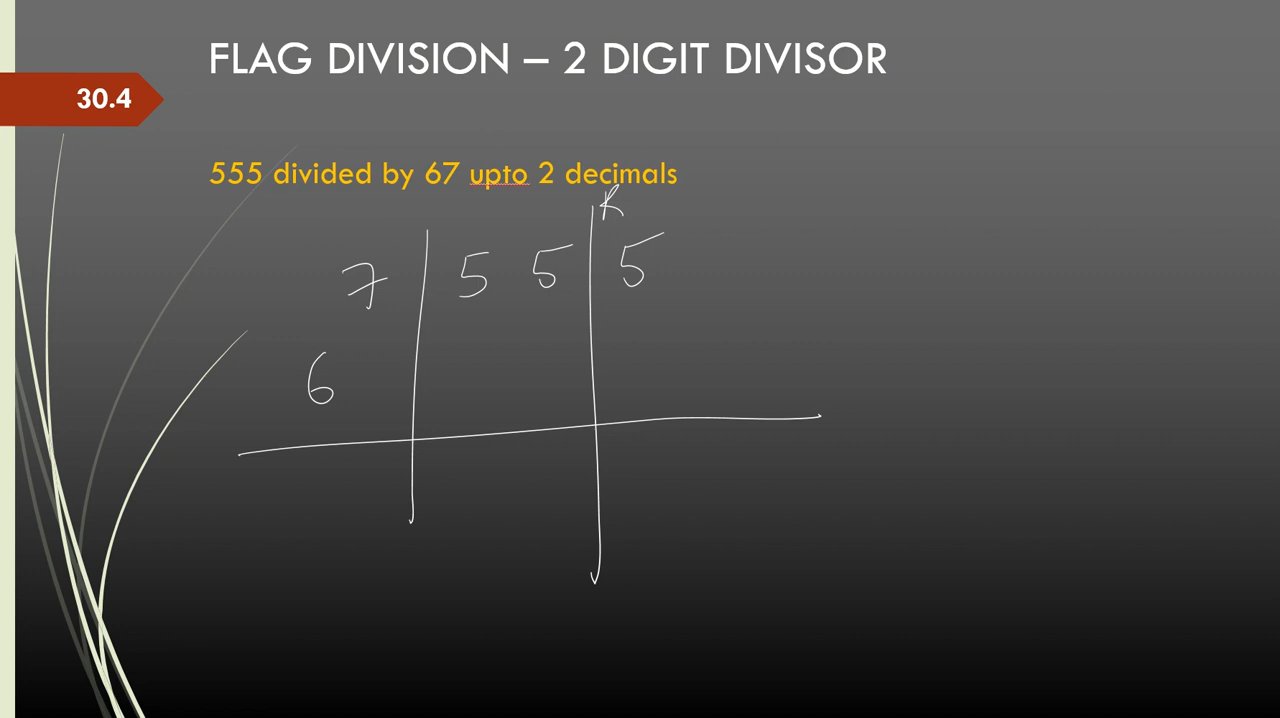 FLAG DIVISION – 2 DIGIT DIVISOR
30.4
555 divided by 67 upto 2 decimals
R
7 5 5 5
6